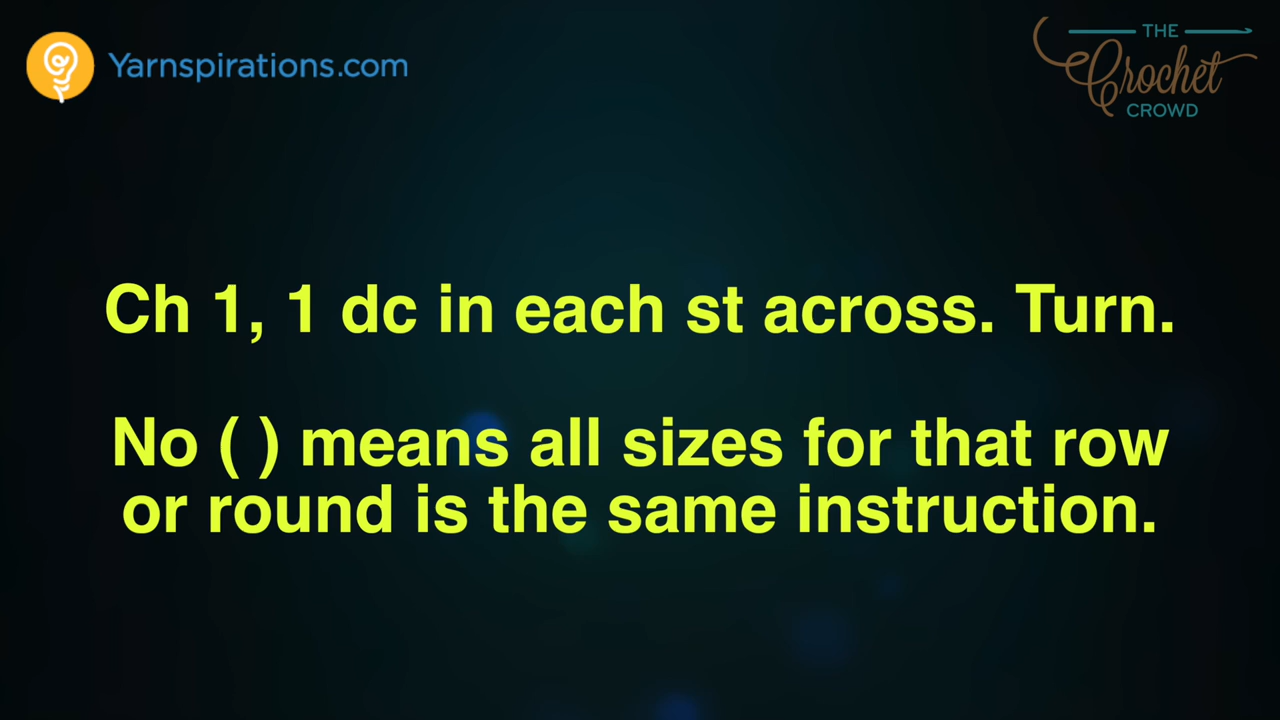 Yarnspirations.com
THE
Crochet
CROWD
Ch 1, 1 dc in each st across. Turn.
No ( ) means all sizes for that row
or round is the same instruction.